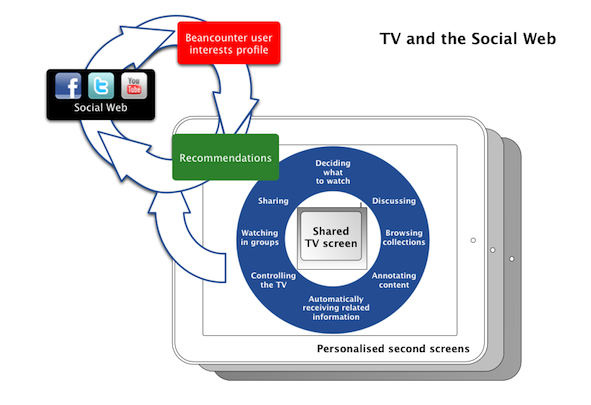 TV and the Social Web
Beancounter user
interests profile
f
t
You
Tube
Social Web
Recommendations
Deciding
what
to watch
Sharing
Discussing
Watching
in groups
Shared
TV screen
Browsing
collections
Controlling
the TV
Annotating
content
Automatically
receiving related
information
Personalised second screens